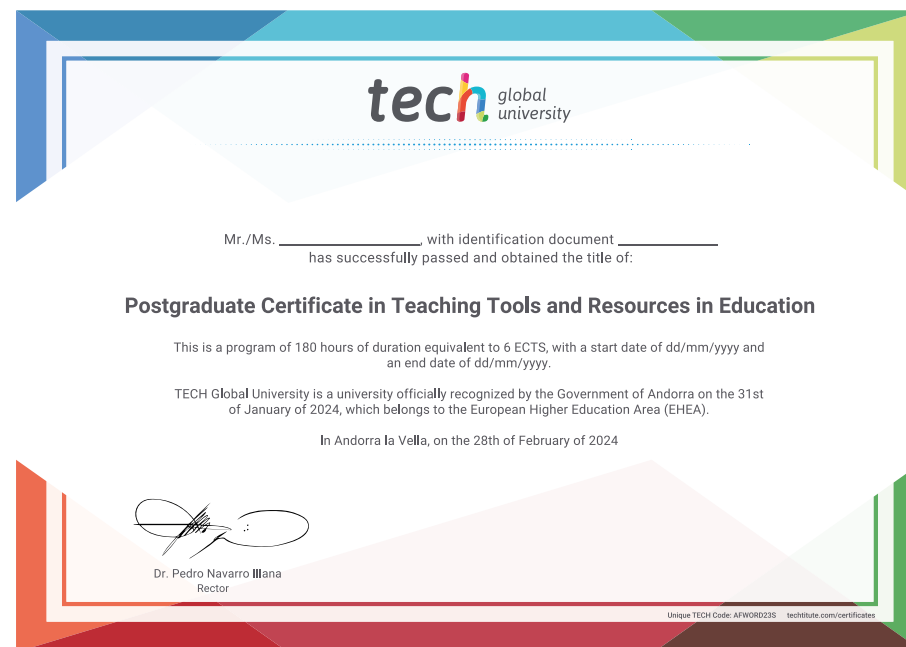 tech global
university
Mr./Ms. ____________________, with identification document ______________
has successfully passed and obtained the title of:
Postgraduate Certificate in Teaching Tools and Resources in Education
This is a program of 180 hours of duration equivalent to 6 ECTS, with a start date of dd/mm/yyyy and
an end date of dd/mm/yyyy.
TECH Global University is a university officially recognized by the Government of Andorra on the 31st
of January of 2024, which belongs to the European Higher Education Area (EHEA).
In Andorra la Vella, on the 28th of February of 2024
Dr. Pedro Navarro Illana
Rector
Unique TECH Code: AFWORD23S techtitute.com/certificates